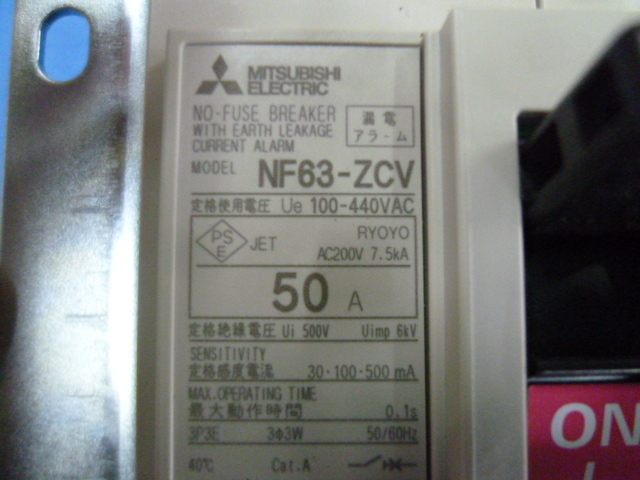 MITSUBISHI
ELECTRIC
NO-FUSE BREAKER
WITH EARTH LEAKAGE
CURRENT ALARM
漏電
アラーム
MODEL NF63-ZCV
定格使用電圧 Ue 100-440VAC
PS
E
JET
RYOYO
AC200V 7.5kA
50 A
定格絶縁電圧 Ui 500V Uimp 6kV
SENSITIVITY
定格感度電流 30·100·500 mA
MAX.OPERATING TIME
最大動作時間 0.1s
3P3E 3φ3W 50/60Hz
40℃ Cat.A
ON